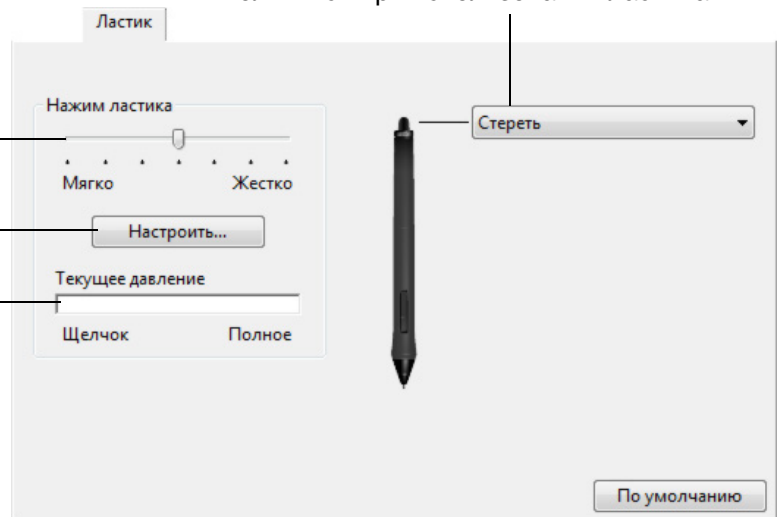 Ластик
Нажим ластика
Стереть
Мягко Жестко
Настроить...
Текущее давление
Щелчок Полное
По умолчанию